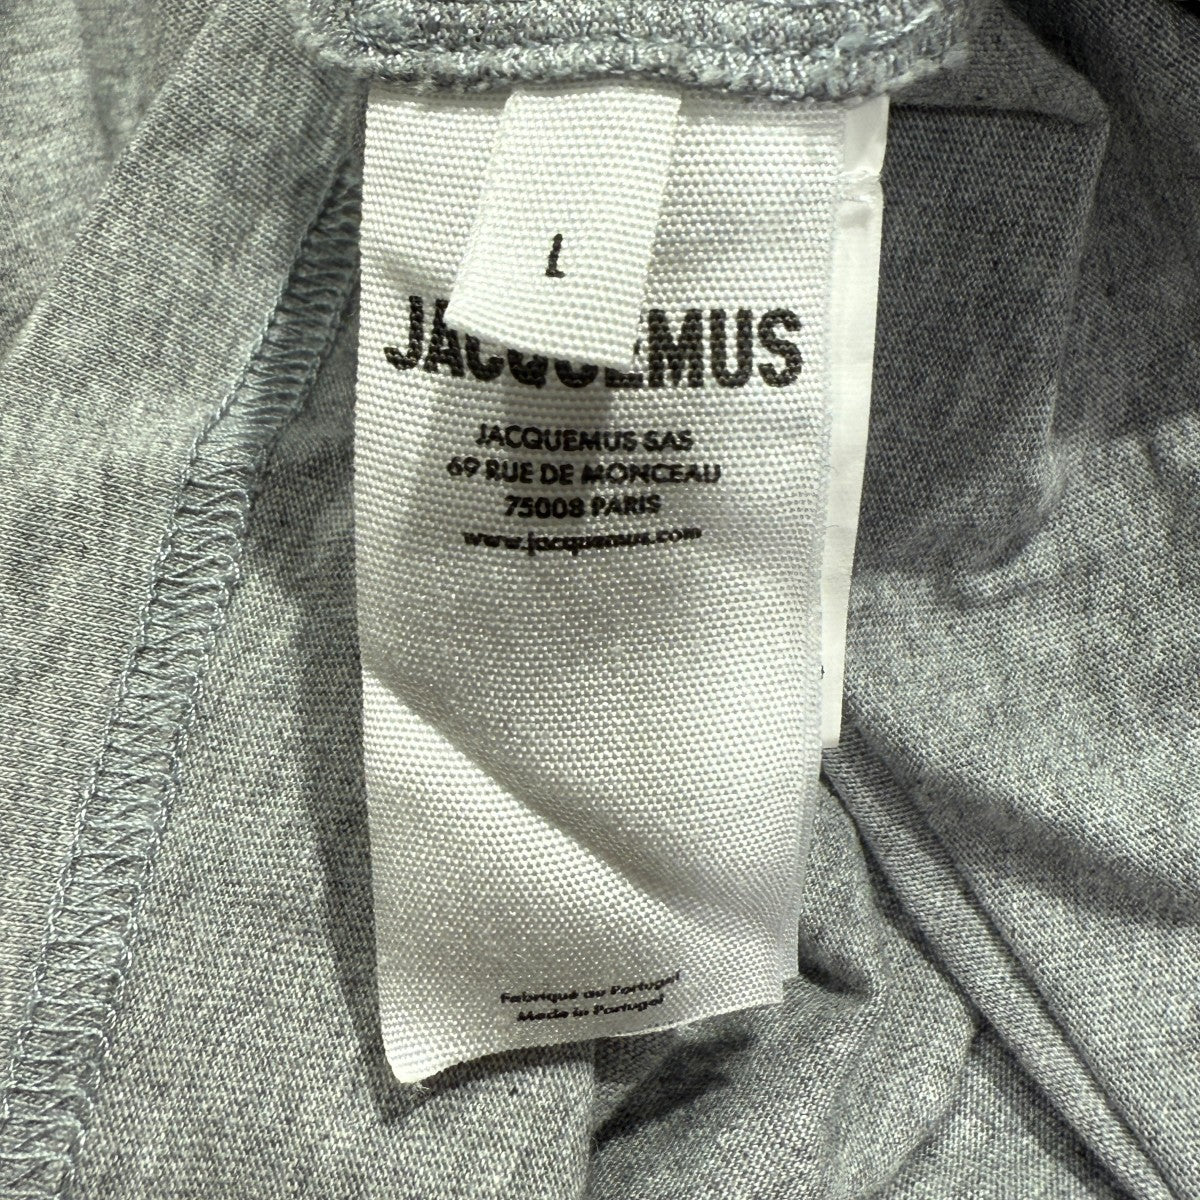 L
JACQUEMUS
JACQUEMUS SAS
69 RUE DE MONCEAU
75008 PARIS
www.jacquemus.com
Fabriqué au Portugal
Made in Portugal